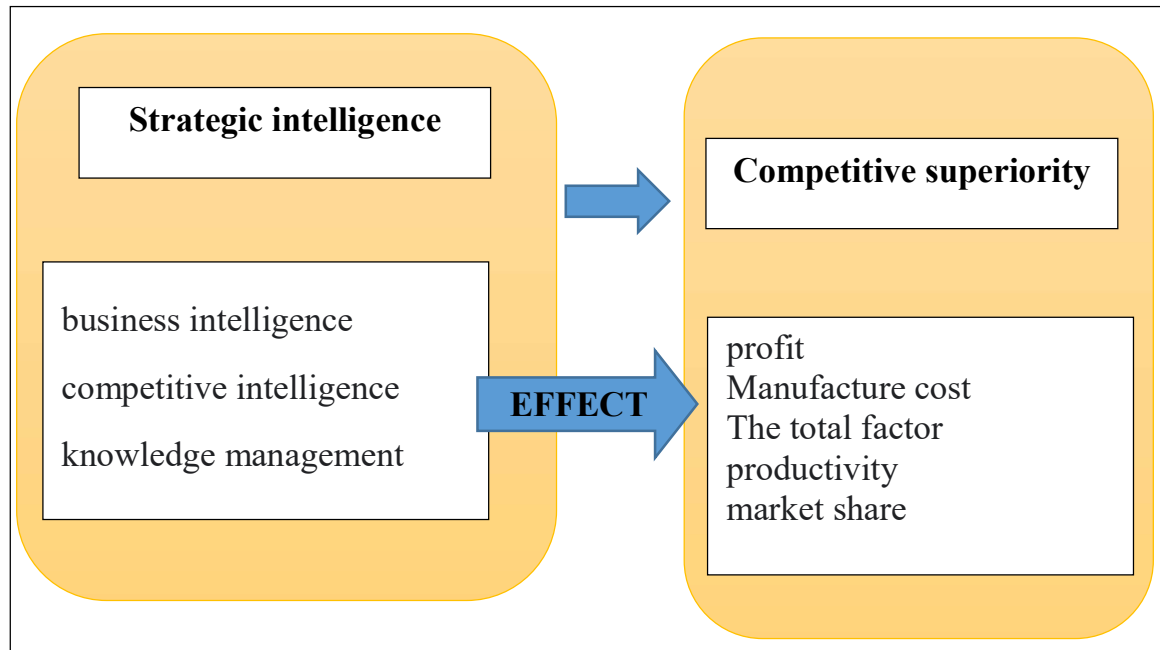 Strategic intelligence
business intelligence
competitive intelligence
knowledge management
EFFECT
Competitive superiority
profit
Manufacture cost
The total factor
productivity
market share